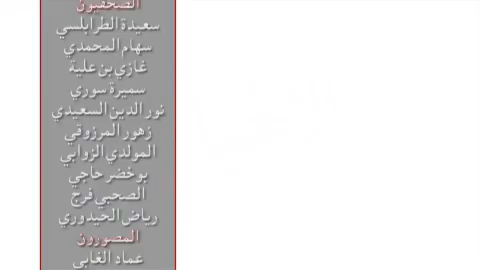 الصحفيون
سعيدة الطرابلسي
سهام المحمدي
غازي بن علية
سميرة سوري
نور الدين السعيدي
زهور المرزوقي
المولدي الزوابي
بوخضر حاجي
الصحبي فرج
رياض الحيدوري
المصورون
عماد الغابي